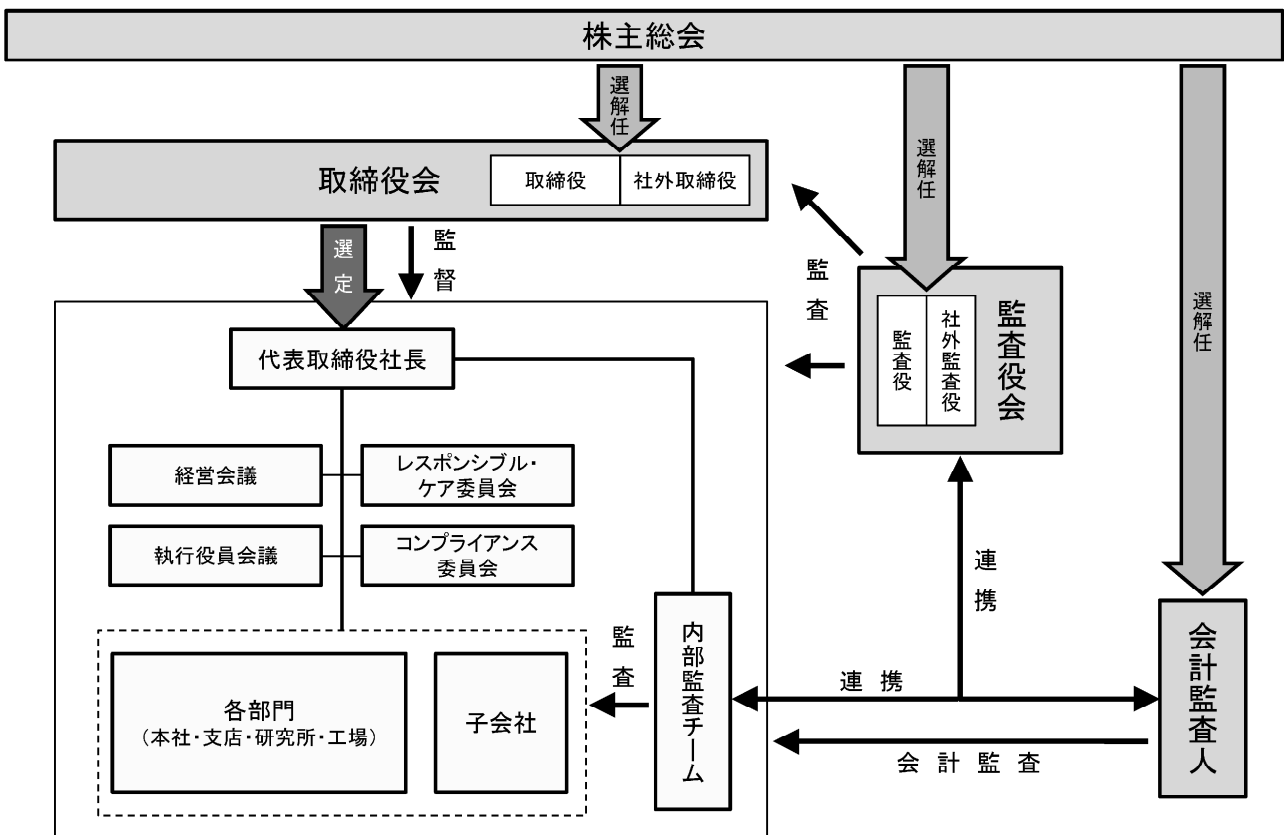 株主総会
選解任
選解任
選解任
取締役会
取締役
社外取締役
選定
監督
監査
監査役会
監査役
社外監査役
代表取締役社長
経営会議
レスポンシブル・
ケア委員会
執行役員会議
コンプライアンス
委員会
各部門
（本社・支店・研究所・工場）
子会社
監査
内部監査チーム
連携
連携
会計監査
会計監査人